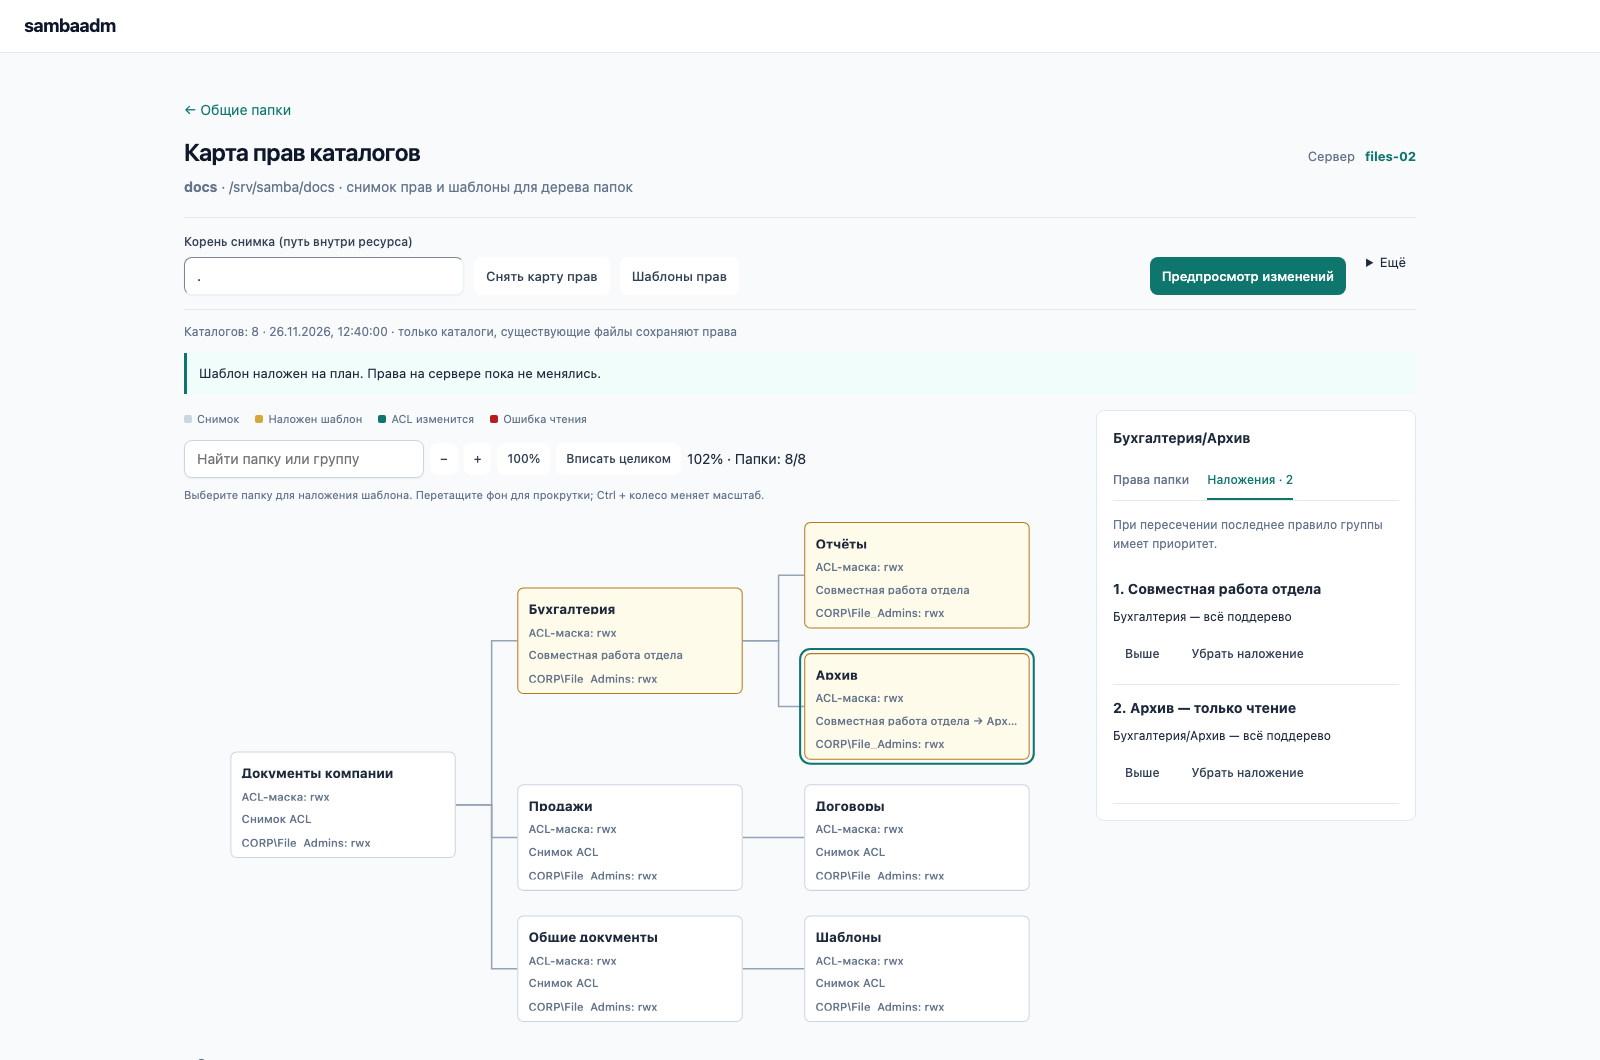 sambaadm
← Общие папки
Карта прав каталогов
Сервер files-02
docs · /srv/samba/docs · снимок прав и шаблоны для дерева папок
Корень снимка (путь внутри ресурса)
.
Снять карту прав
Шаблоны прав
Предпросмотр изменений
▶ Ещё
Каталогов: 8 · 26.11.2026, 12:40:00 · только каталоги, существующие файлы сохраняют права
Шаблон наложен на план. Права на сервере пока не менялись.
Снимок
Наложен шаблон
ACL изменится
Ошибка чтения
Найти папку или группу
−
+
100%
Вписать целиком
102% · Папки: 8/8
Выберите папку для наложения шаблона. Перетащите фон для прокрутки; Ctrl + колесо меняет масштаб.
Документы компании
ACL-маска: rwx
Снимок ACL
CORP\File_Admins: rwx
Бухгалтерия
ACL-маска: rwx
Совместная работа отдела
CORP\File_Admins: rwx
Отчёты
ACL-маска: rwx
Совместная работа отдела
CORP\File_Admins: rwx
Архив
ACL-маска: rwx
Совместная работа отдела → Арх…
CORP\File_Admins: rwx
Продажи
ACL-маска: rwx
Снимок ACL
CORP\File_Admins: rwx
Договоры
ACL-маска: rwx
Снимок ACL
CORP\File_Admins: rwx
Общие документы
ACL-маска: rwx
Снимок ACL
CORP\File_Admins: rwx
Шаблоны
ACL-маска: rwx
Снимок ACL
CORP\File_Admins: rwx
Бухгалтерия/Архив
Права папки
Наложения · 2
При пересечении последнее правило группы
имеет приоритет.
1. Совместная работа отдела
Бухгалтерия — всё поддерево
Выше
Убрать наложение
2. Архив — только чтение
Бухгалтерия/Архив — всё поддерево
Выше
Убрать наложение